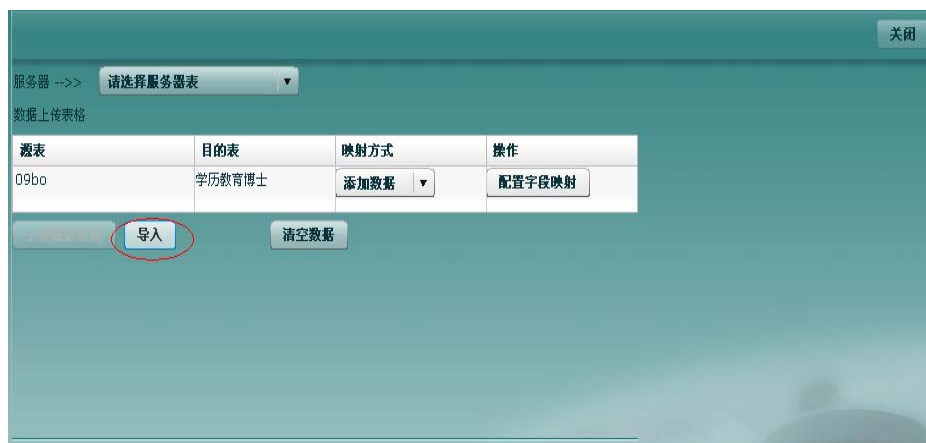 关闭
服务器 -->> 请选择服务器表
数据上传表格
源表 目的表 映射方式 操作
09bo 学历教育博士 添加数据 配置字段映射
导入 清空数据